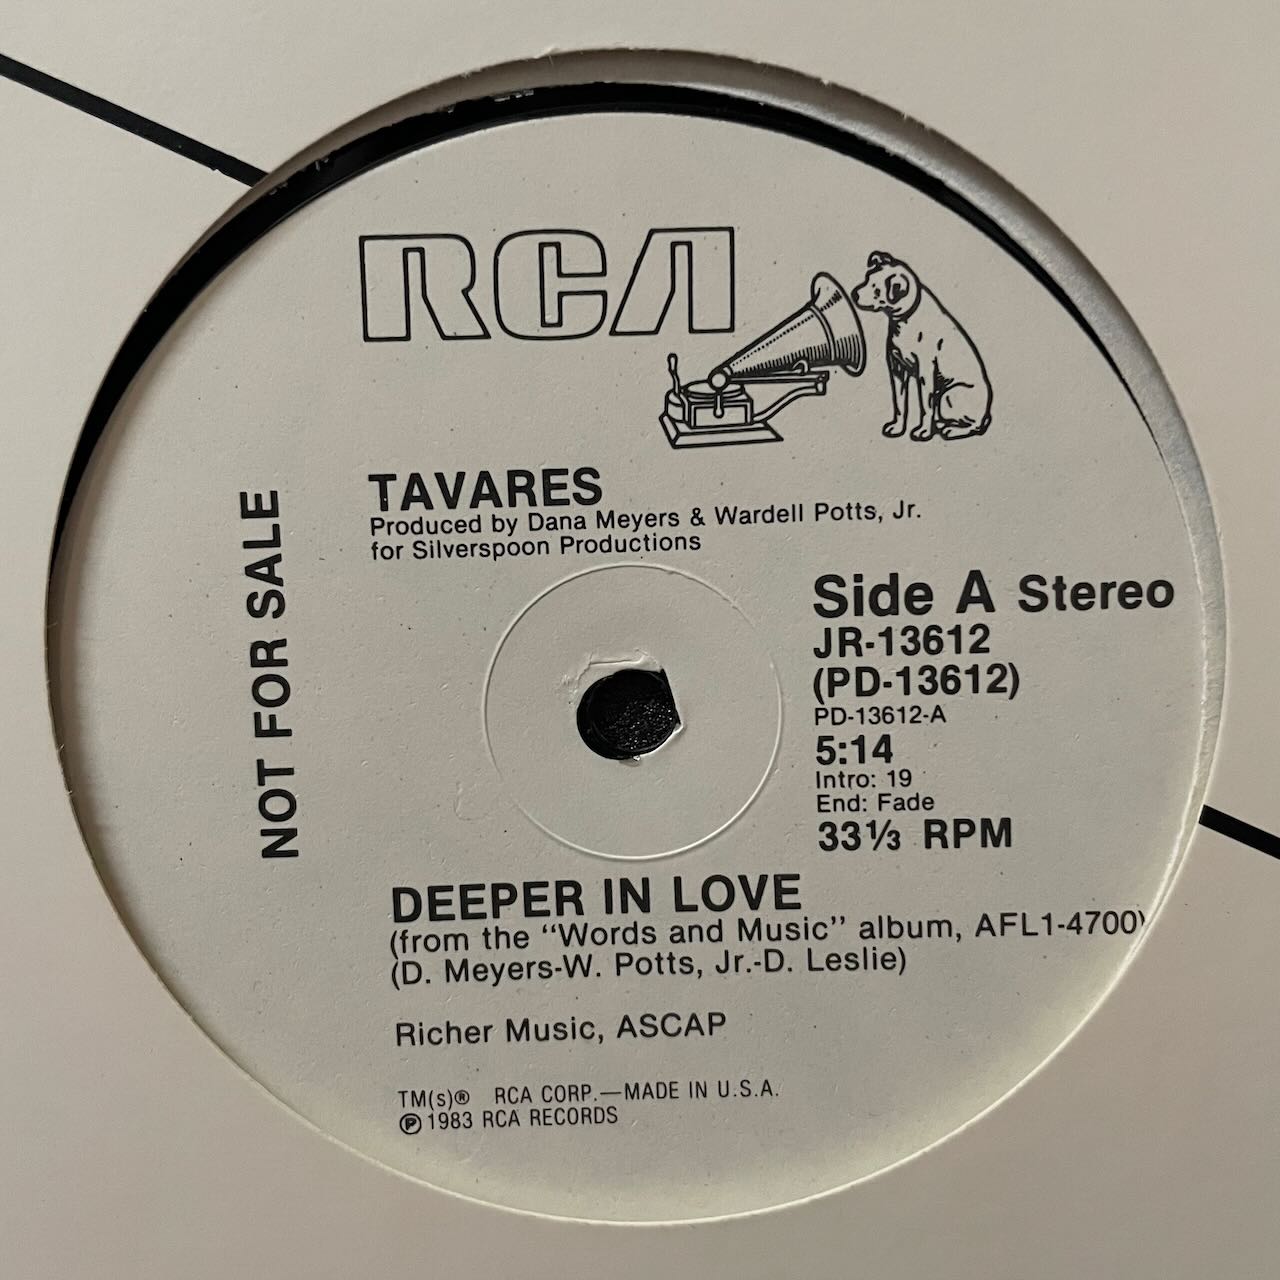 RCA
TAVARES
Produced by Dana Meyers & Wardell Potts, Jr.
for Silverspoon Productions
NOT FOR SALE
Side A Stereo
JR-13612
(PD-13612)
PD-13612-A
5:14
Intro: 19
End: Fade
33 1/3 RPM
DEEPER IN LOVE
(from the "Words and Music" album, AFL1-4700)
(D. Meyers-W. Potts, Jr.-D. Leslie)
Richer Music, ASCAP
TM(s)® RCA CORP.—MADE IN U.S.A.
℗ 1983 RCA RECORDS